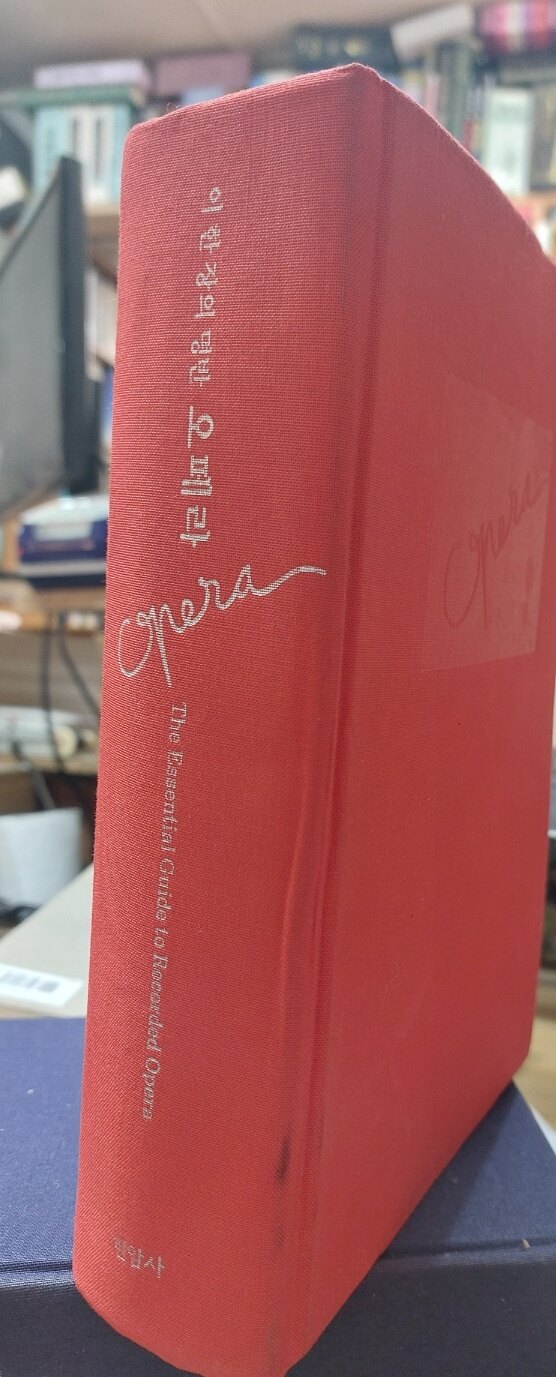 이 한 장의 명반 오페라
Opera
The Essential Guide to Recorded Opera
현암사
Opera